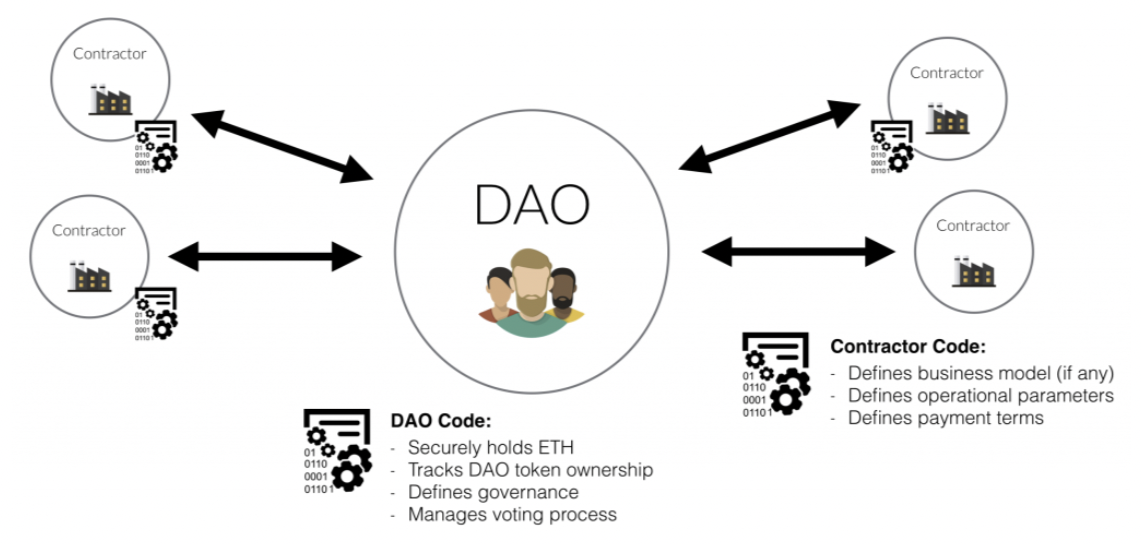 Contractor
Contractor
01
0110
0001
01101
01
0110
0001
01101
Contractor
Contractor
DAO
01
0110
0001
01101
Contractor Code:
01
0110
0001
01101
- Defines business model (if any)
- Defines operational parameters
- Defines payment terms
DAO Code:
01
0110
0001
01101
- Securely holds ETH
- Tracks DAO token ownership
- Defines governance
- Manages voting process